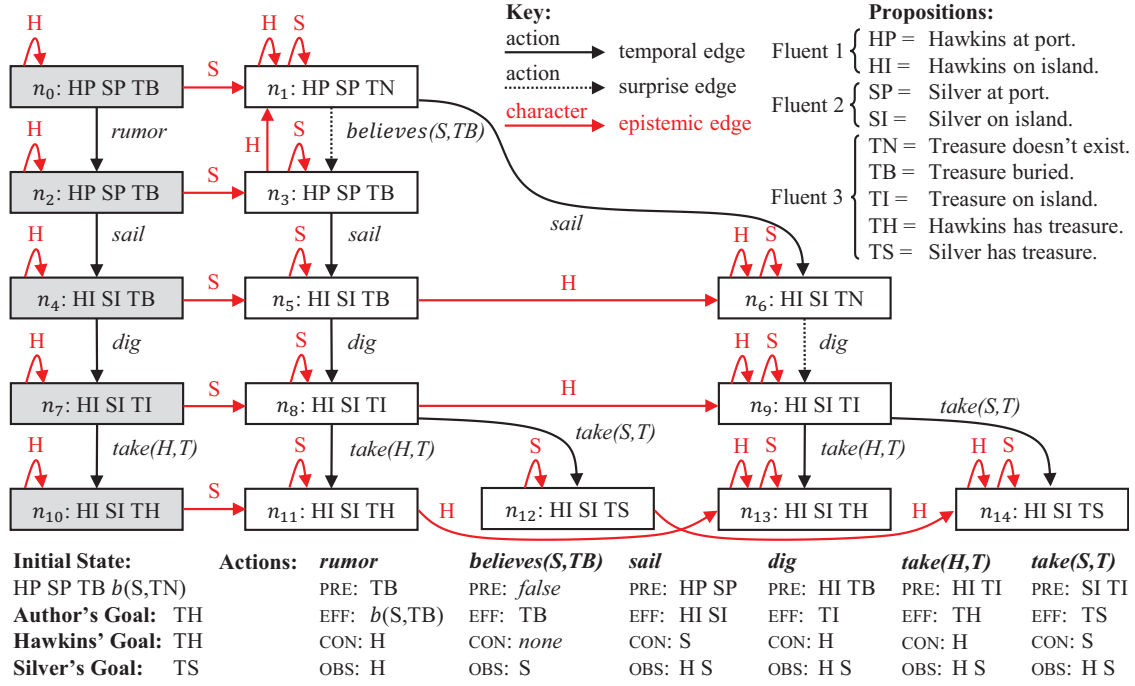 H
H
S
n₀: HP SP TB
S
n₁: HP SP TN
rumor
H
S
believes(S,TB)
H
S
n₂: HP SP TB
S
n₃: HP SP TB
sail
sail
sail
H
S
H
S
n₄: HI SI TB
S
n₅: HI SI TB
H
n₆: HI SI TN
dig
dig
dig
H
S
H
S
n₇: HI SI TI
S
n₈: HI SI TI
H
n₉: HI SI TI
take(H,T)
take(H,T)
take(S,T)
take(H,T)
take(S,T)
H
S
S
H
S
H
S
n₁₀: HI SI TH
S
n₁₁: HI SI TH
n₁₂: HI SI TS
H
n₁₃: HI SI TH
H
n₁₄: HI SI TS
Key:
action
temporal edge
action
surprise edge
character
epistemic edge
Propositions:
Fluent 1
HP = Hawkins at port.
HI = Hawkins on island.
Fluent 2
SP = Silver at port.
SI = Silver on island.
Fluent 3
TN = Treasure doesn't exist.
TB = Treasure buried.
TI = Treasure on island.
TH = Hawkins has treasure.
TS = Silver has treasure.
Initial State:
HP SP TB b(S,TN)
Author's Goal: TH
Hawkins' Goal: TH
Silver's Goal: TS
Actions: rumor believes(S,TB) sail dig take(H,T) take(S,T)
PRE: TB PRE: false PRE: HP SP PRE: HI TB PRE: HI TI PRE: SI TI
EFF: b(S,TB) EFF: TB EFF: HI SI EFF: TI EFF: TH EFF: TS
CON: H CON: none CON: S CON: H CON: H CON: S
OBS: H OBS: S OBS: H S OBS: H S OBS: H S OBS: H S